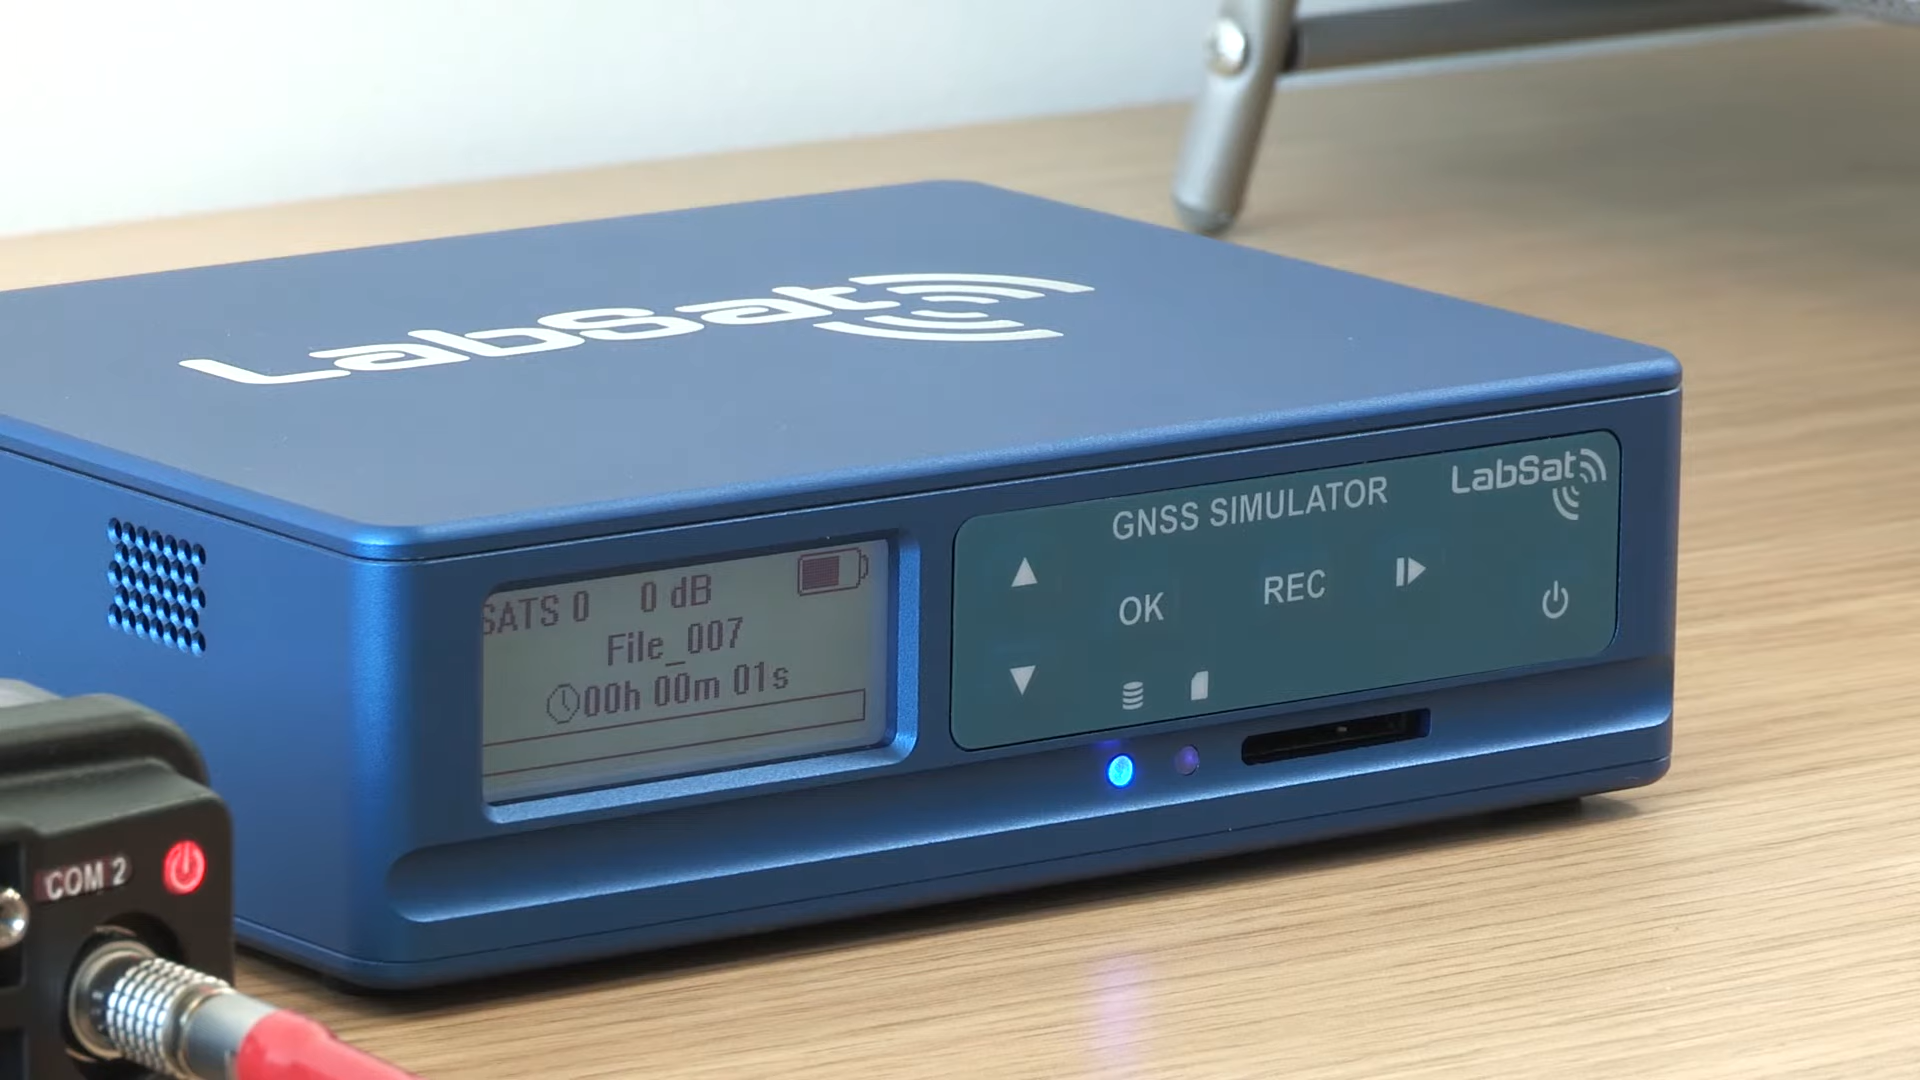 LabSat
LabSat
GNSS SIMULATOR
OK
REC
SATS 0 0 dB
File_007
00h 00m 01s
COM 2